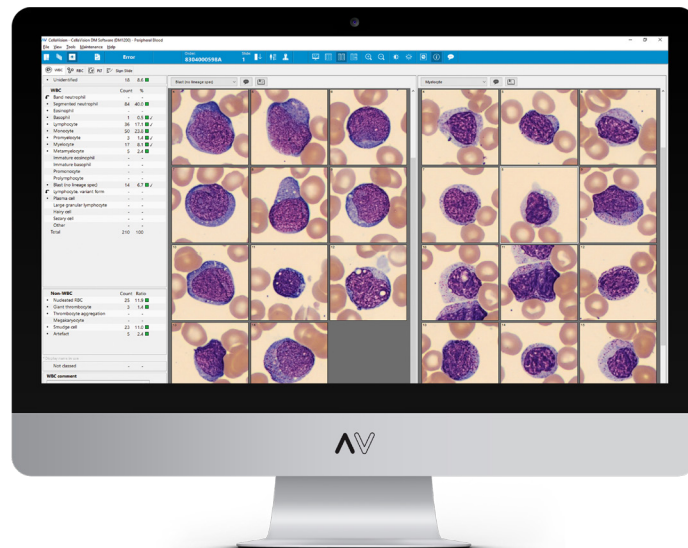 CellaVision - CellaVision DM Software (DM1200) - Peripheral Blood
File View Tools Maintenance Help
Error
Order
8304000598A
Slide
1
WBC RBC PLT Sign Slide
Unidentified 18 8.6
WBC Count %
Band neutrophil - -
Segmented neutrophil 84 40.0
Eosinophil - -
Basophil 1 0.5
Lymphocyte 36 17.1
Monocyte 50 23.8
Promyelocyte 3 1.4
Myelocyte 17 8.1
Metamyelocyte 5 2.4
Immature eosinophil - -
Immature basophil - -
Promonocyte - -
Prolymphocyte - -
Blast (no lineage spec) 14 6.7
Lymphocyte, variant form - -
Plasma cell - -
Large granular lymphocyte - -
Hairy cell - -
Sezary cell - -
Other - -
Total 210 100
Non-WBC Count Ratio
Nucleated RBC 25 11.9
Giant thrombocyte 3 1.4
Thrombocyte aggregation - -
Megakaryocyte - -
Smudge cell 23 11.0
Artefact 5 2.4
Not classed - -
WBC comment
Blast (no lineage spec)
Myelocyte